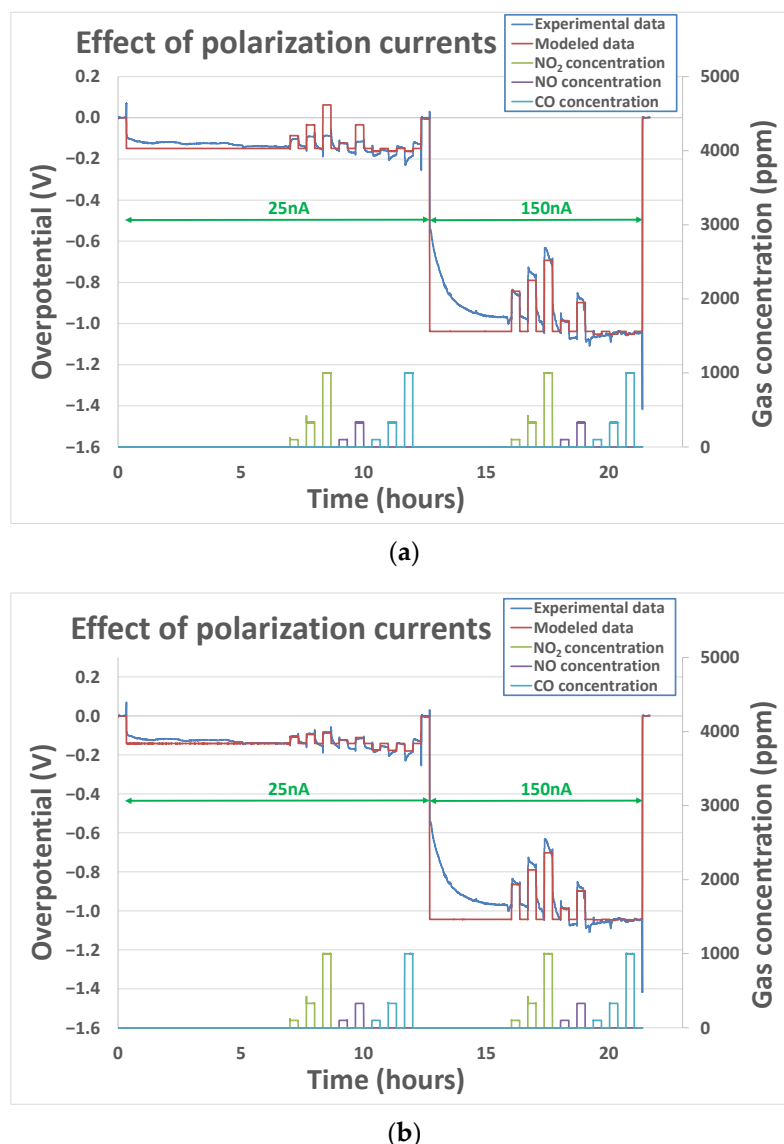 Effect of polarization currents
Experimental data
Modeled data
NO₂ concentration
NO concentration
CO concentration
0.2
0.0
−0.2
−0.4
−0.6
−0.8
−1.0
−1.2
−1.4
−1.6
Overpotential (V)
25nA
150nA
5000
4000
3000
2000
1000
0
Gas concentration (ppm)
0
5
10
15
20
Time (hours)
(a)
Effect of polarization currents
Experimental data
Modeled data
NO₂ concentration
NO concentration
CO concentration
0.2
0.0
−0.2
−0.4
−0.6
−0.8
−1.0
−1.2
−1.4
−1.6
Overpotential (V)
25nA
150nA
5000
4000
3000
2000
1000
0
Gas concentration (ppm)
0
5
10
15
20
Time (hours)
(b)